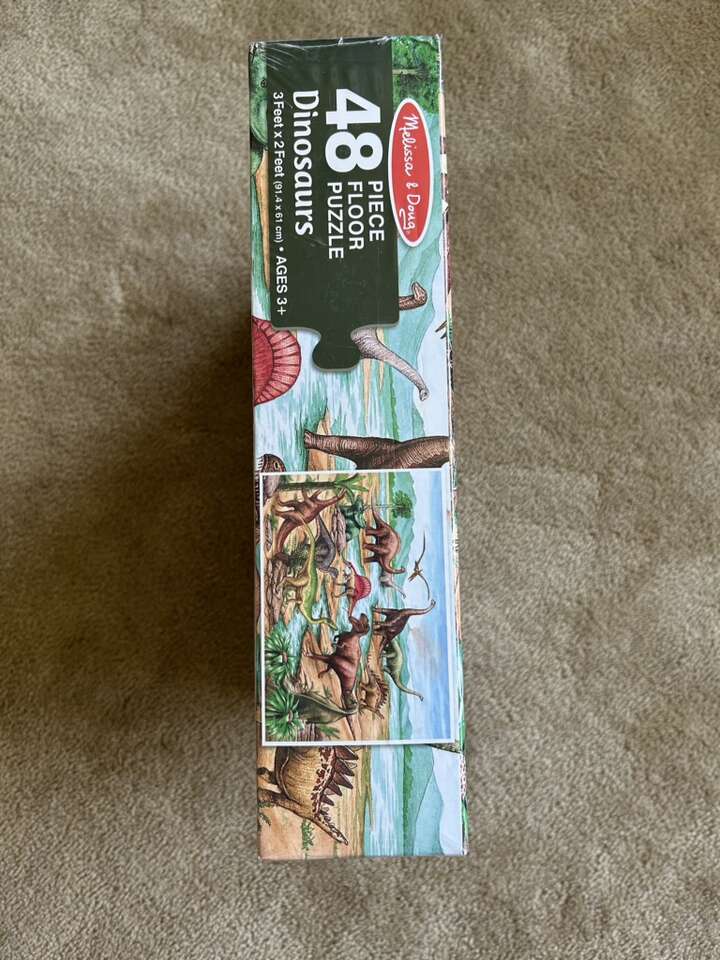 Melissa & Doug®
48 PIECE
FLOOR
PUZZLE
Dinosaurs
3 Feet x 2 Feet (91.4 x 61 cm) • AGES 3+